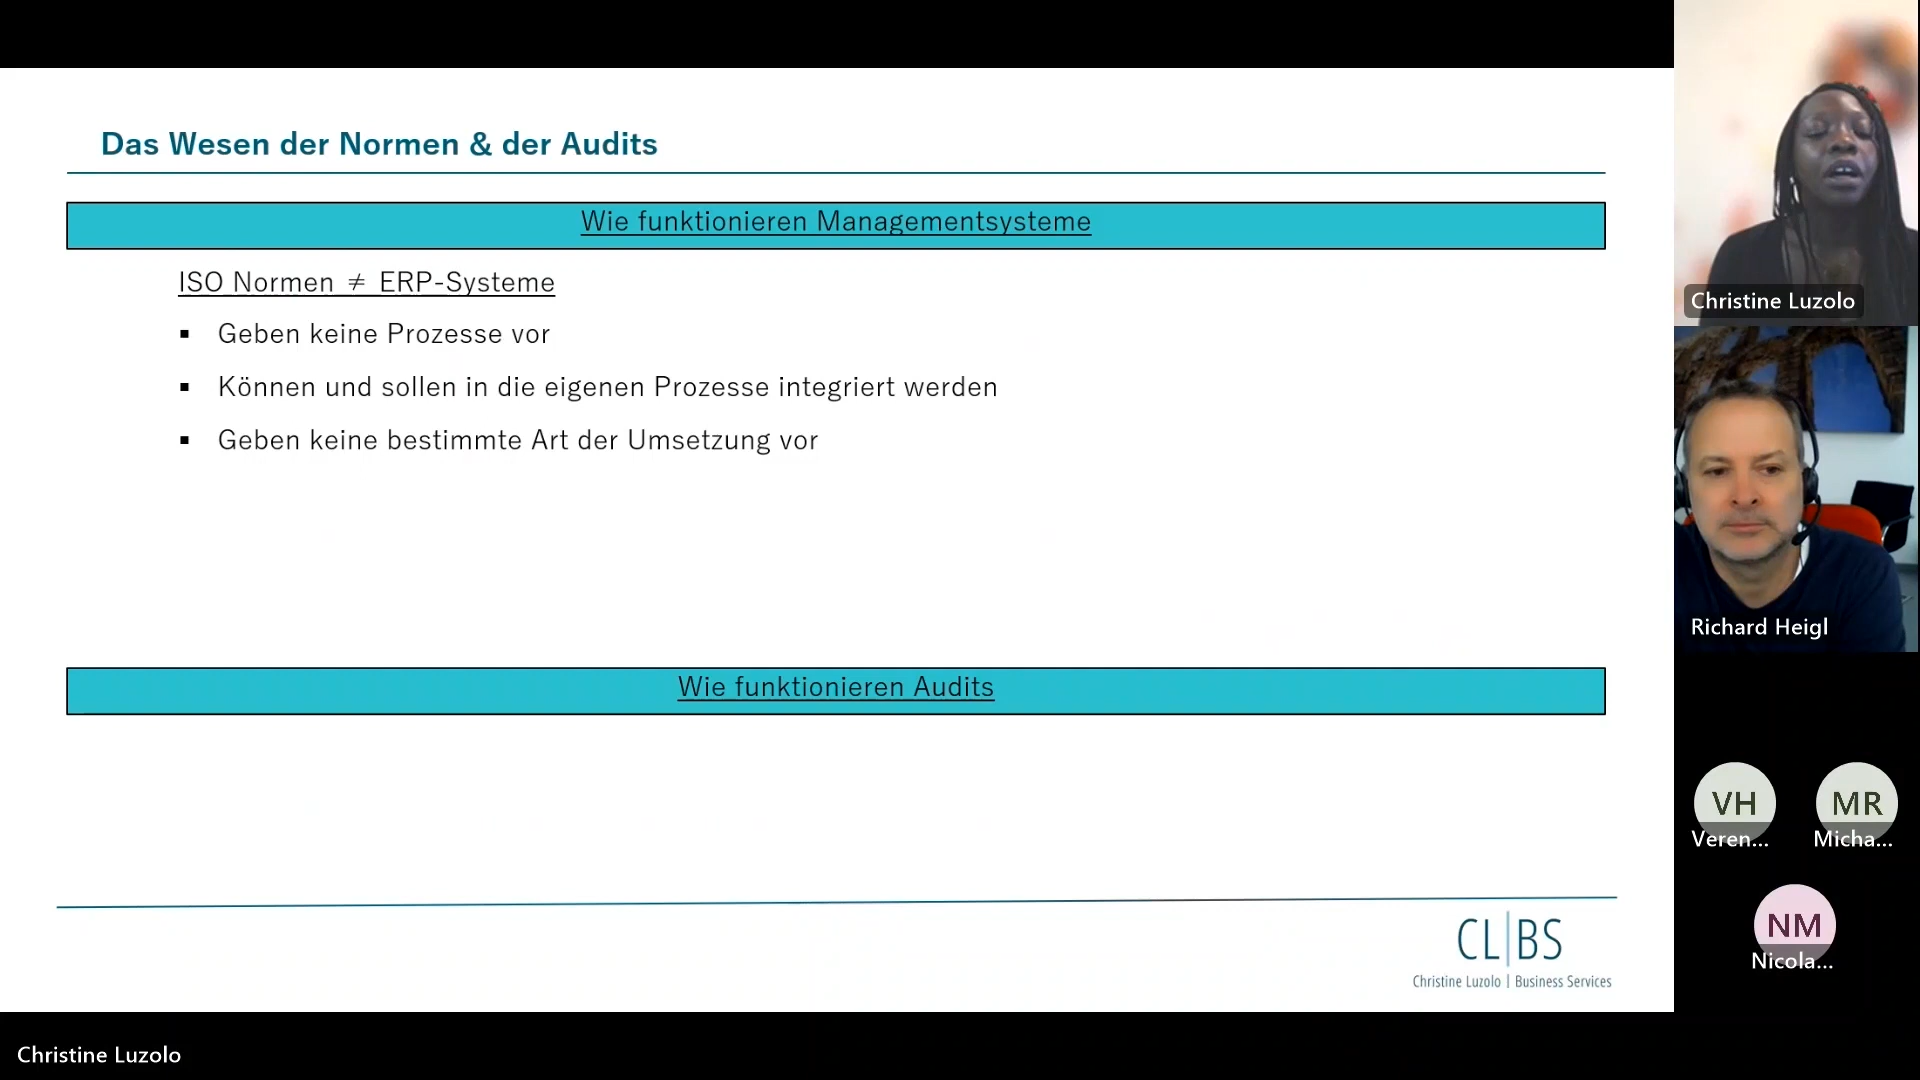 Das Wesen der Normen & der Audits
Wie funktionieren Managementsysteme
ISO Normen ≠ ERP-Systeme
▪ Geben keine Prozesse vor
▪ Können und sollen in die eigenen Prozesse integriert werden
▪ Geben keine bestimmte Art der Umsetzung vor
Wie funktionieren Audits
CL|BS
Christine Luzolo | Business Services
Christine Luzolo
Christine Luzolo
Richard Heigl
VH
Veren...
MR
Micha...
NM
Nicola...